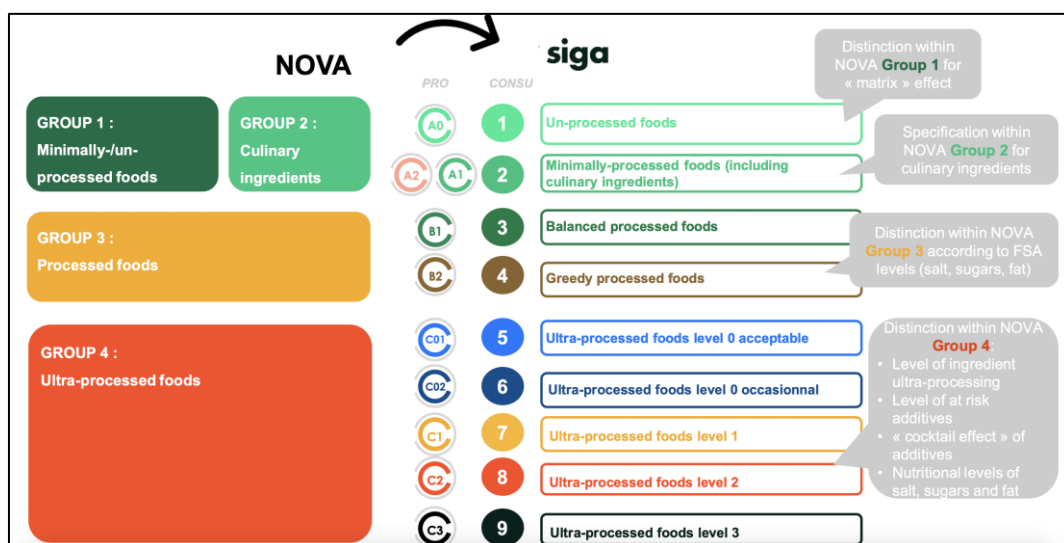 NOVA
siga
PRO
CONSU
GROUP 1 :
Minimally-/un-
processed foods
GROUP 2 :
Culinary
ingredients
GROUP 3 :
Processed foods
GROUP 4 :
Ultra-processed foods
A0
1
Un-processed foods
A2
A1
2
Minimally-processed foods (including
culinary ingredients)
B1
3
Balanced processed foods
B2
4
Greedy processed foods
C01
5
Ultra-processed foods level 0 acceptable
C02
6
Ultra-processed foods level 0 occasionnal
C1
7
Ultra-processed foods level 1
C2
8
Ultra-processed foods level 2
C3
9
Ultra-processed foods level 3
Distinction within
NOVA Group 1 for
« matrix » effect
Specification within
NOVA Group 2 for
culinary ingredients
Distinction within NOVA
Group 3 according to FSA
levels (salt, sugars, fat)
Distinction within NOVA
Group 4:
• Level of ingredient
ultra-processing
• Level of at risk
additives
• « cocktail effect » of
additives
• Nutritional levels of
salt, sugars and fat